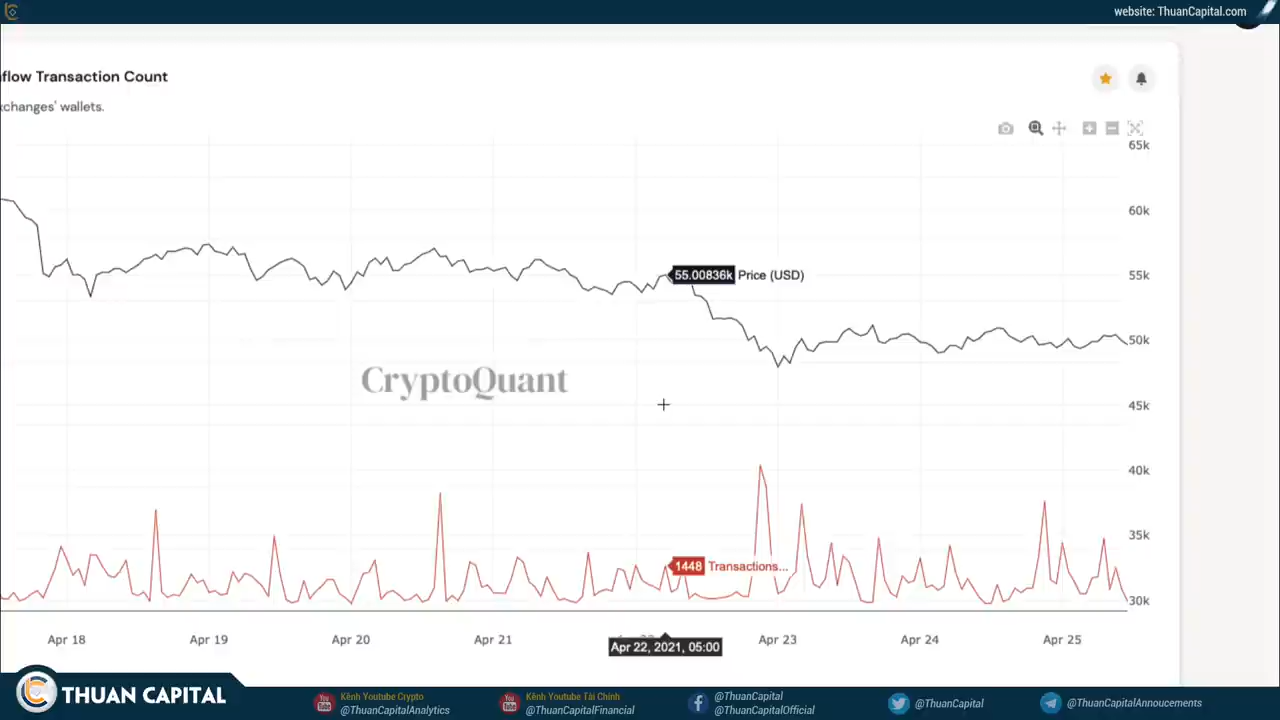 website: ThuanCapital.com
flow Transaction Count
xchanges' wallets.
65k
60k
55k
50k
45k
40k
35k
30k
55.00836k Price (USD)
CryptoQuant
1448 Transactions...
Apr 18
Apr 19
Apr 20
Apr 21
Apr 22, 2021, 05:00
Apr 23
Apr 24
Apr 25
THUAN CAPITAL
Kênh Youtube Crypto
@ThuanCapitalAnalytics
Kênh Youtube Tài Chính
@ThuanCapitalFinancial
@ThuanCapital
@ThuanCapitalOfficial
@ThuanCapital
@ThuanCapitalAnnoucements